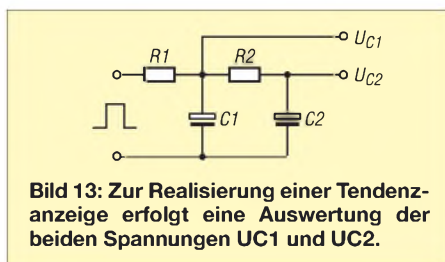 U_C1
R1 R2
U_C2
C1 C2
Bild 13: Zur Realisierung einer Tendenz-
anzeige erfolgt eine Auswertung der
beiden Spannungen UC1 und UC2.